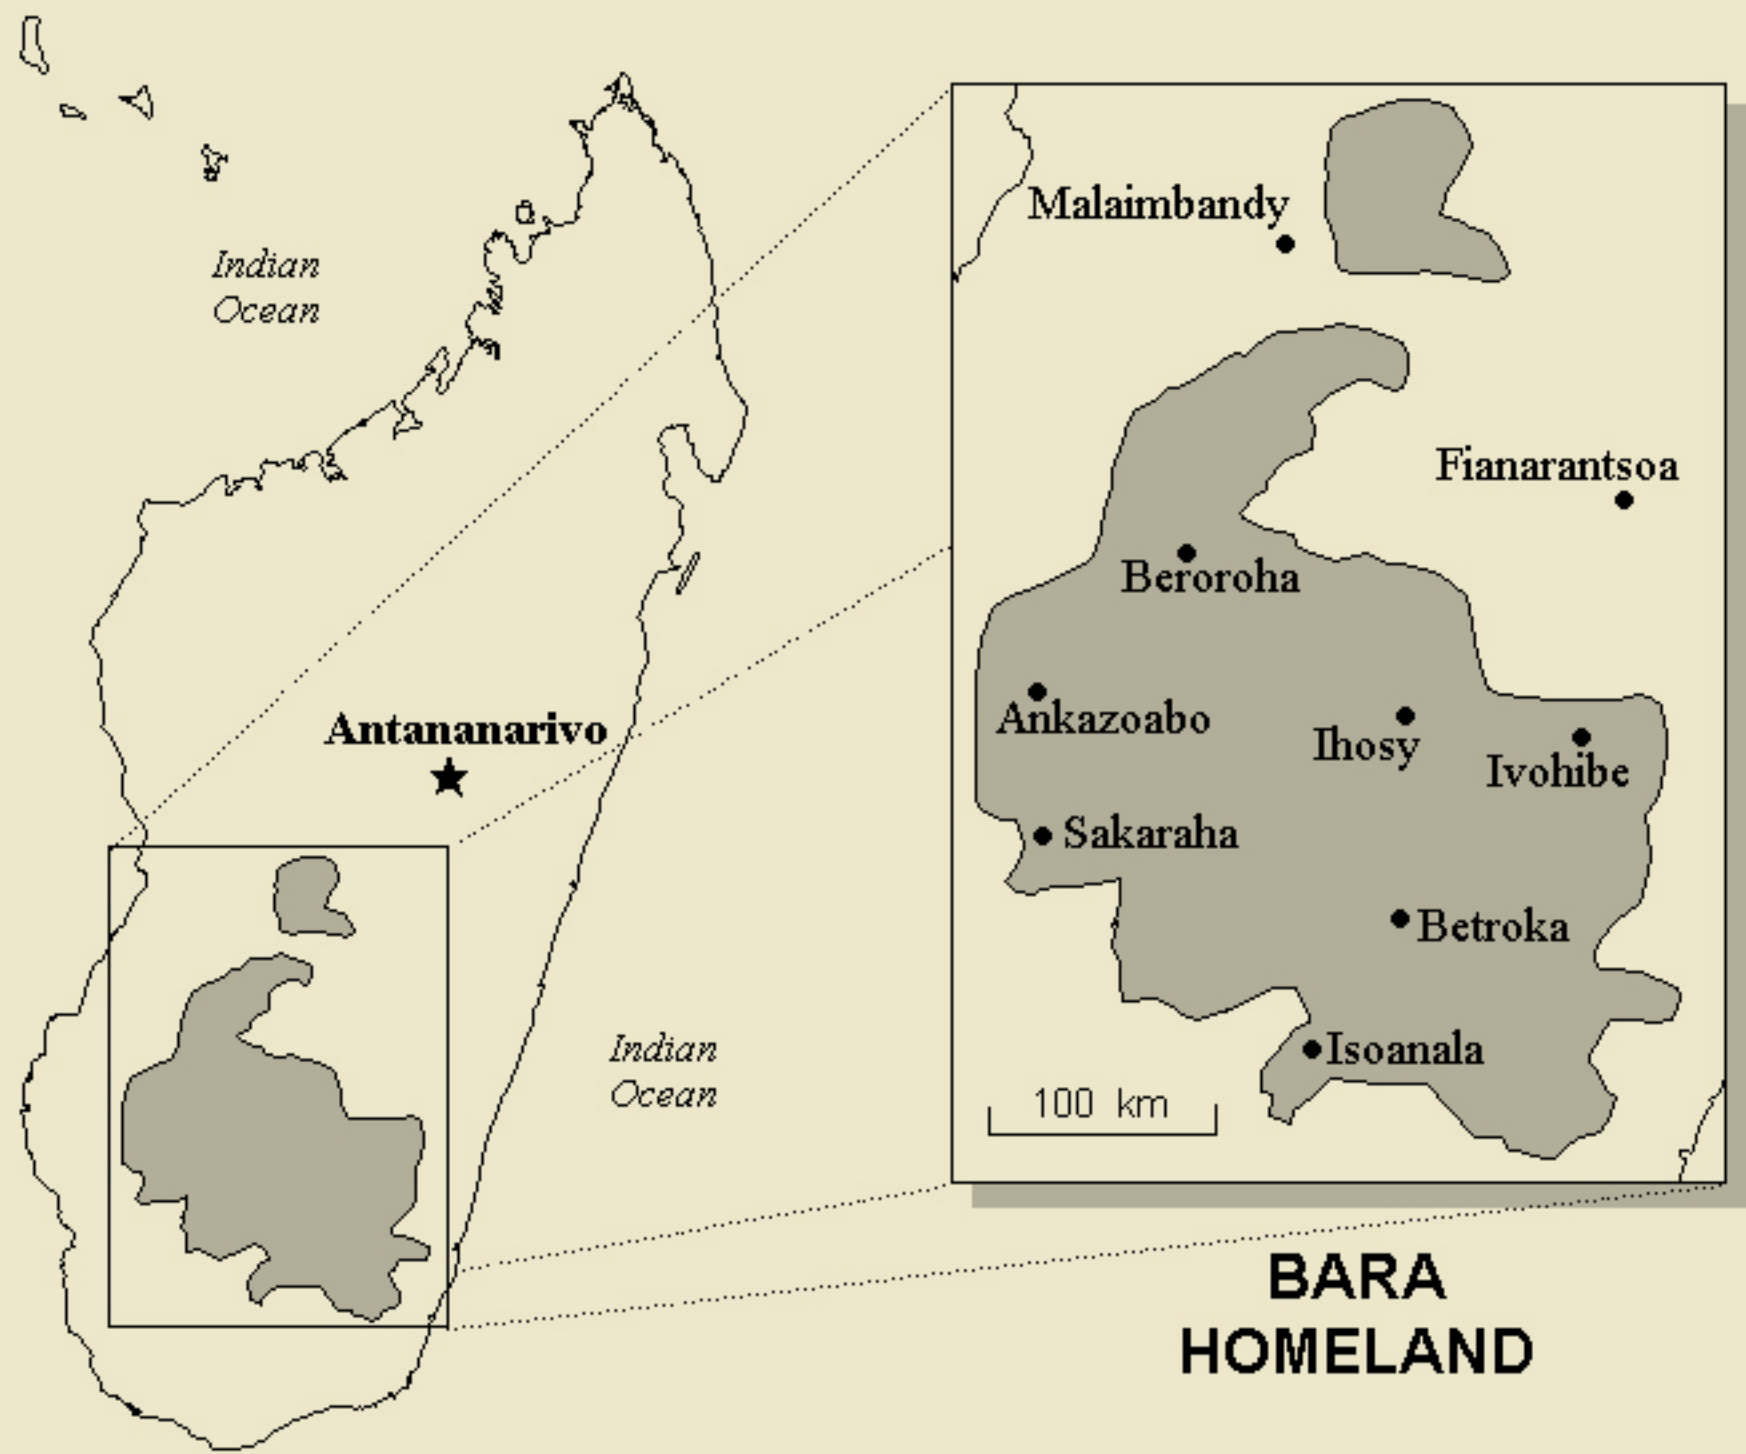 Indian
Ocean
Antananarivo
Indian
Ocean
Malaimbandy
Fianarantsoa
Beroroha
Ankazoabo
Ihosy
Ivohibe
Sakaraha
Betroka
Isoanala
100 km
BARA
HOMELAND